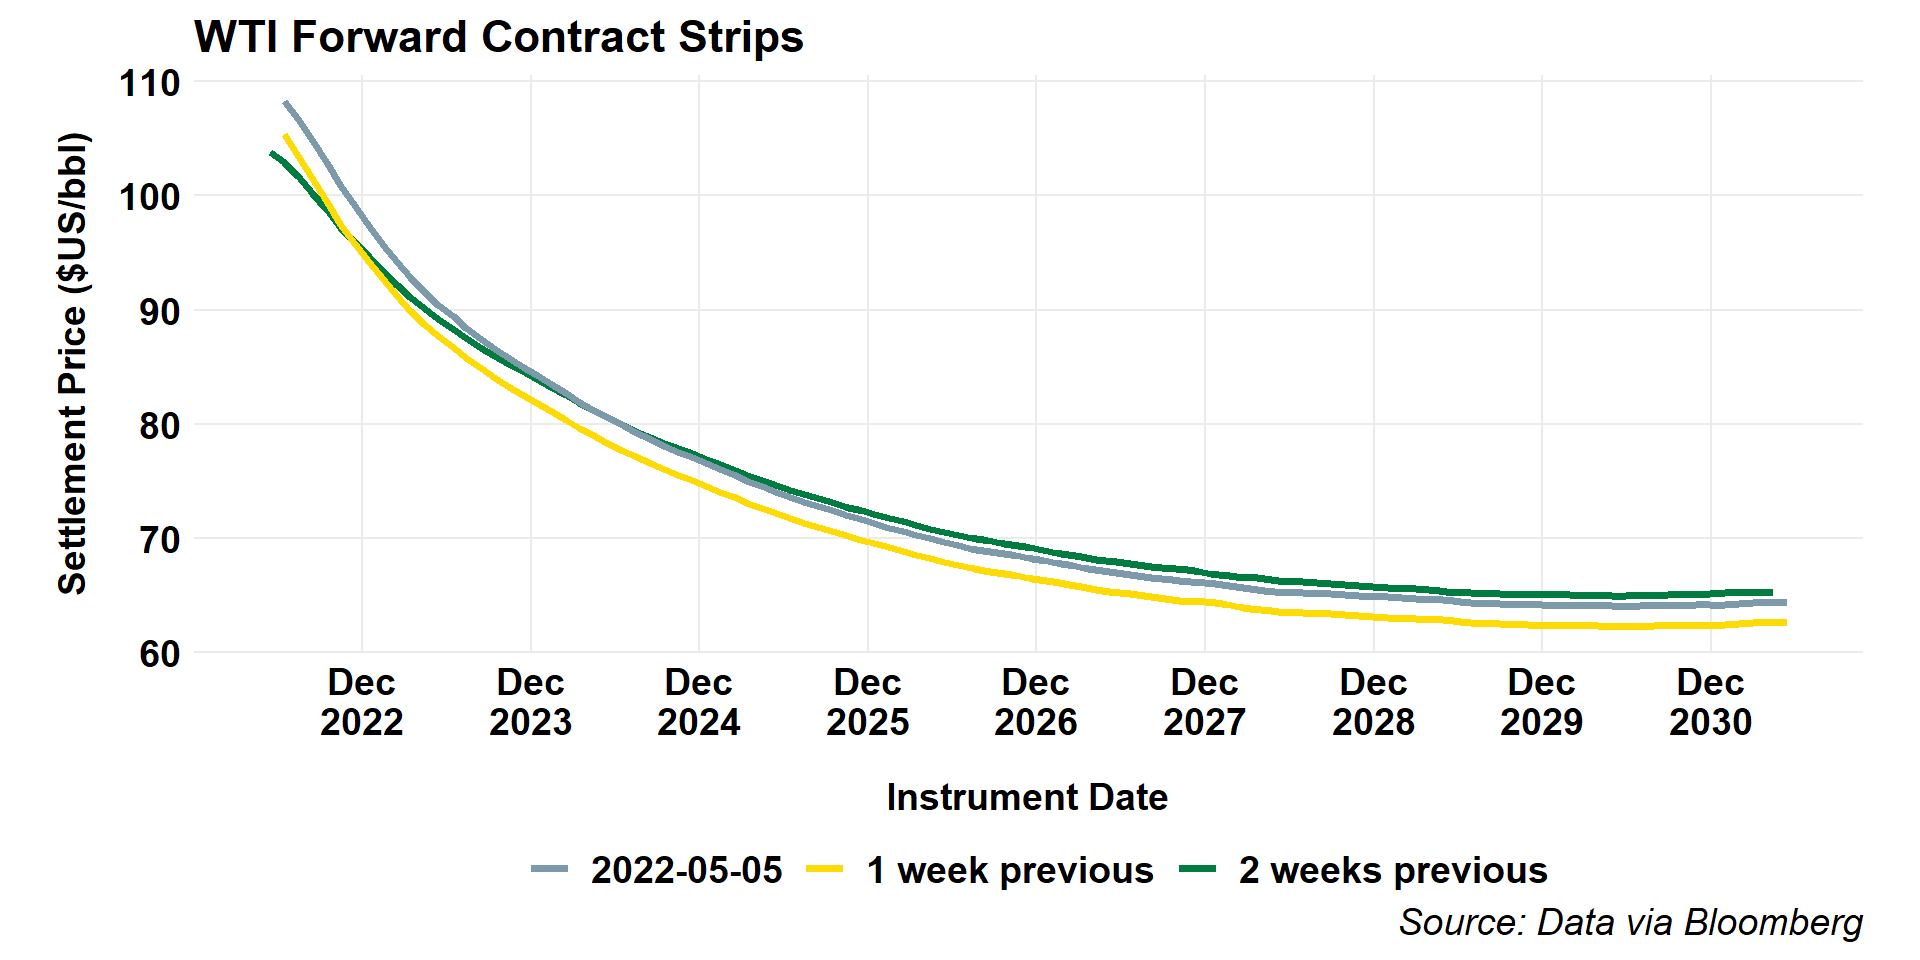 WTI Forward Contract Strips
Settlement Price ($US/bbl)
110
100
90
80
70
60
Dec 2022
Dec 2023
Dec 2024
Dec 2025
Dec 2026
Dec 2027
Dec 2028
Dec 2029
Dec 2030
Instrument Date
2022-05-05 1 week previous 2 weeks previous
Source: Data via Bloomberg